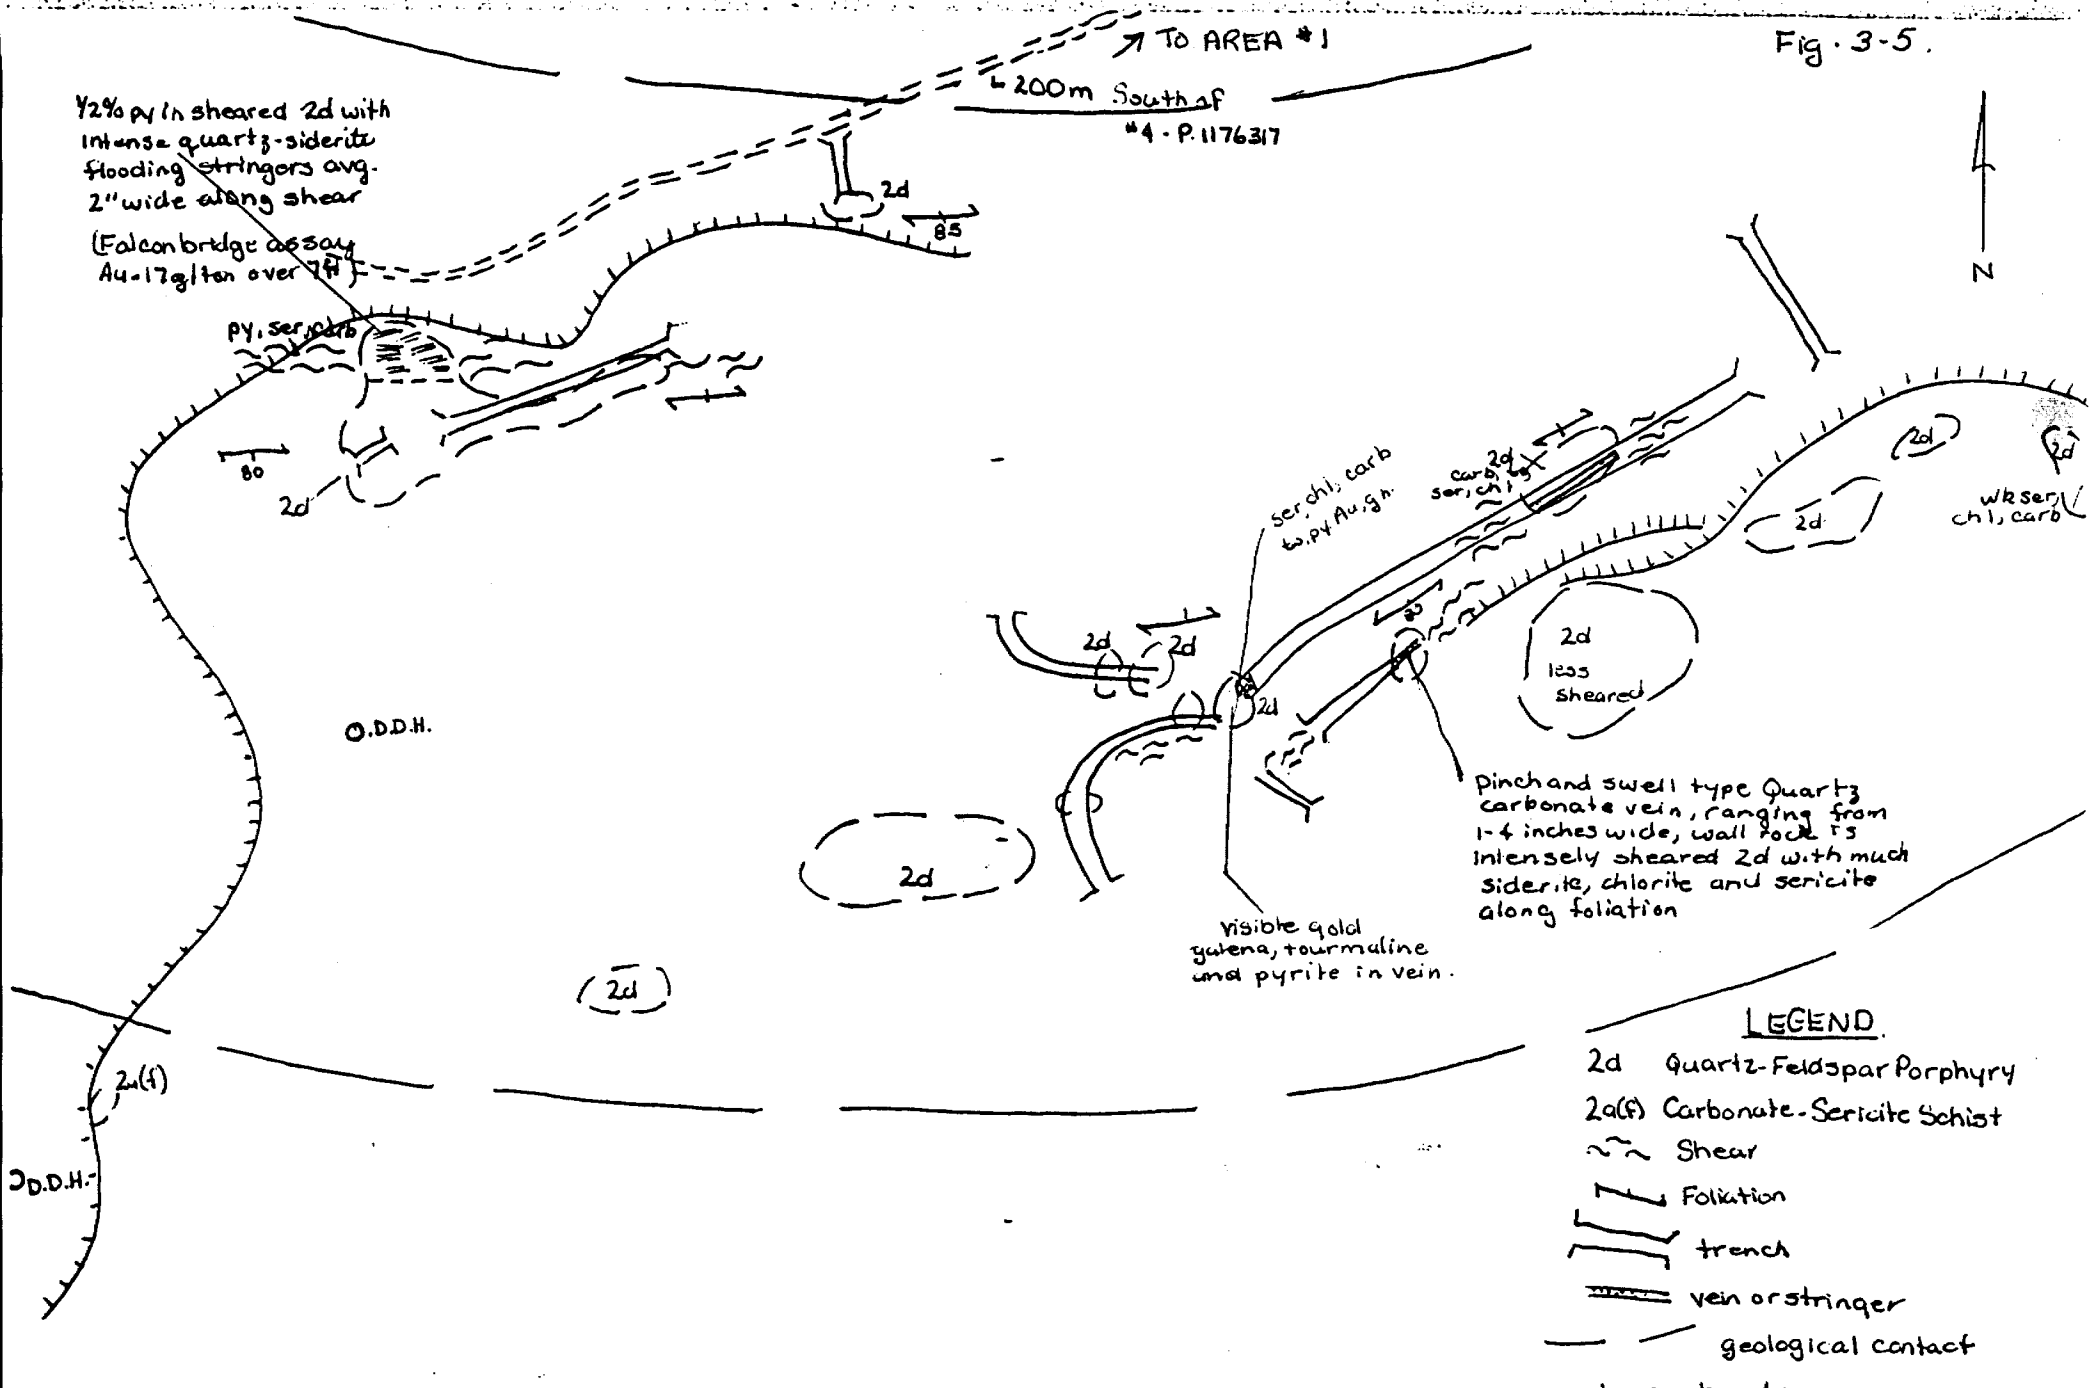 Fig. 3-5.
↗ TO AREA #1
200m South of
#4 - P. 1176317
1/2% py in sheared 2d with
intense quartz-siderite
flooding stringers avg.
2" wide along shear
(Falconbridge assay
Au-17g/ton over 7ft)
py, ser, carb
2d
85
N
80
2d
ser, chl, carb
to, py, Au, gn.
2d
carb, to
ser, chl
2d
2d
2d
wk ser,
chl, carb
2d
2d
2d
less
sheared
2d
O.D.D.H.
2d
2d
Pinch and swell type Quartz
carbonate vein, ranging from
1-4 inches wide, wall rock is
intensely sheared 2d with much
siderite, chlorite and sericite
along foliation
visible gold
galena, tourmaline
and pyrite in vein.
2a(f)
D.D.H.
LEGEND
2d Quartz-Feldspar Porphyry
2a(f) Carbonate-Sericite Schist
Shear
Foliation
trench
vein or stringer
geological contact